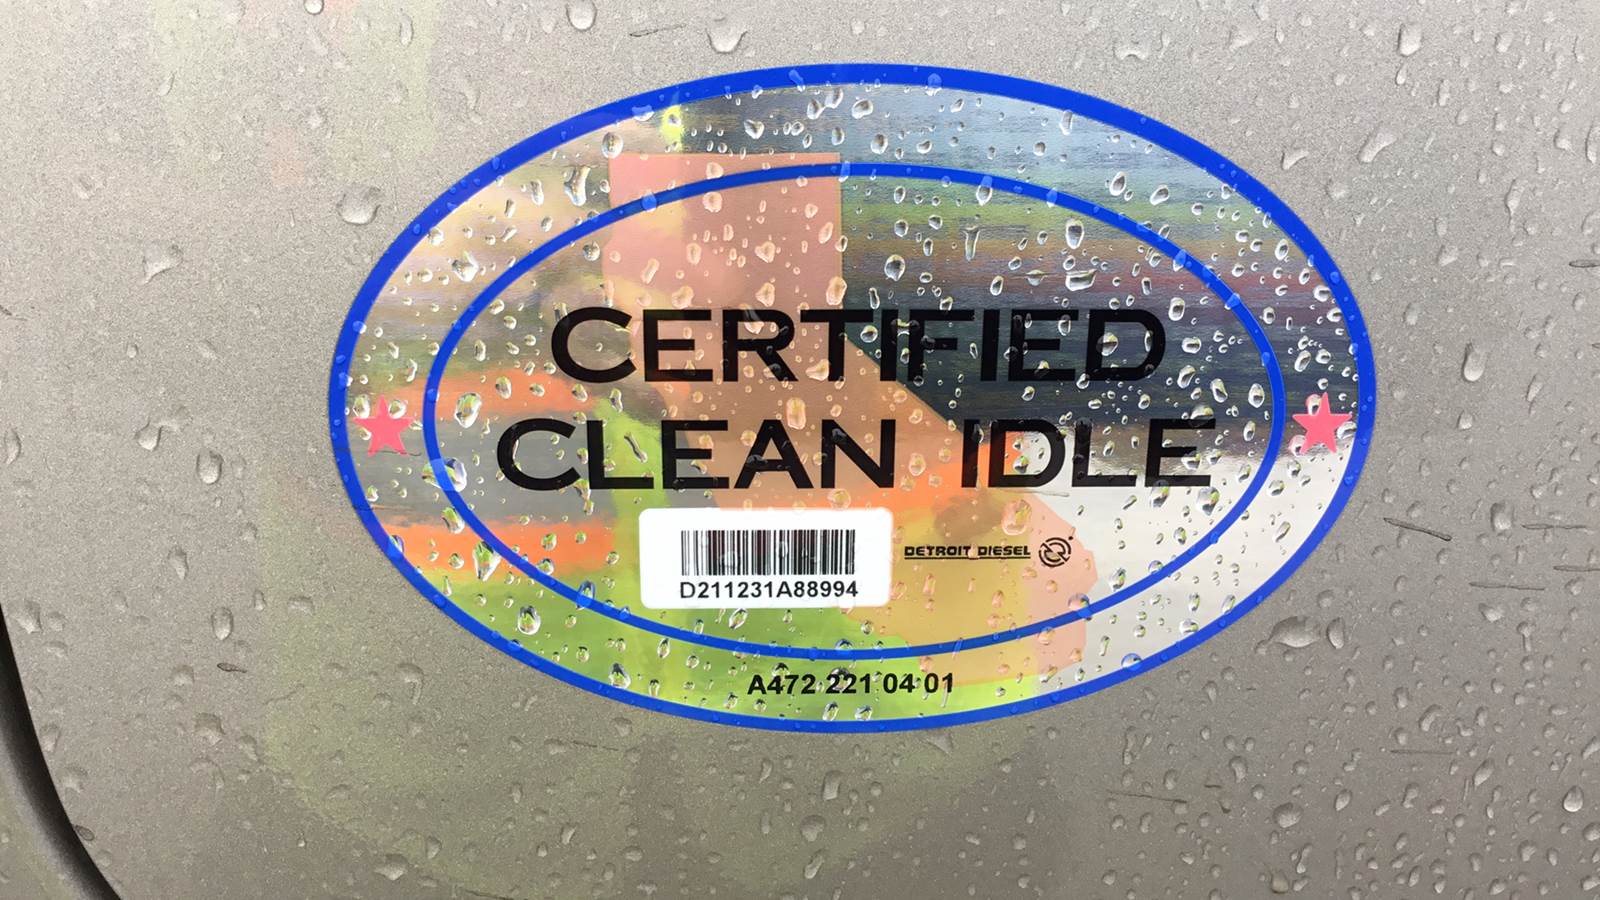 CERTIFIED
CLEAN IDLE
D211231A88994
DETROIT DIESEL
A472 221 04 01